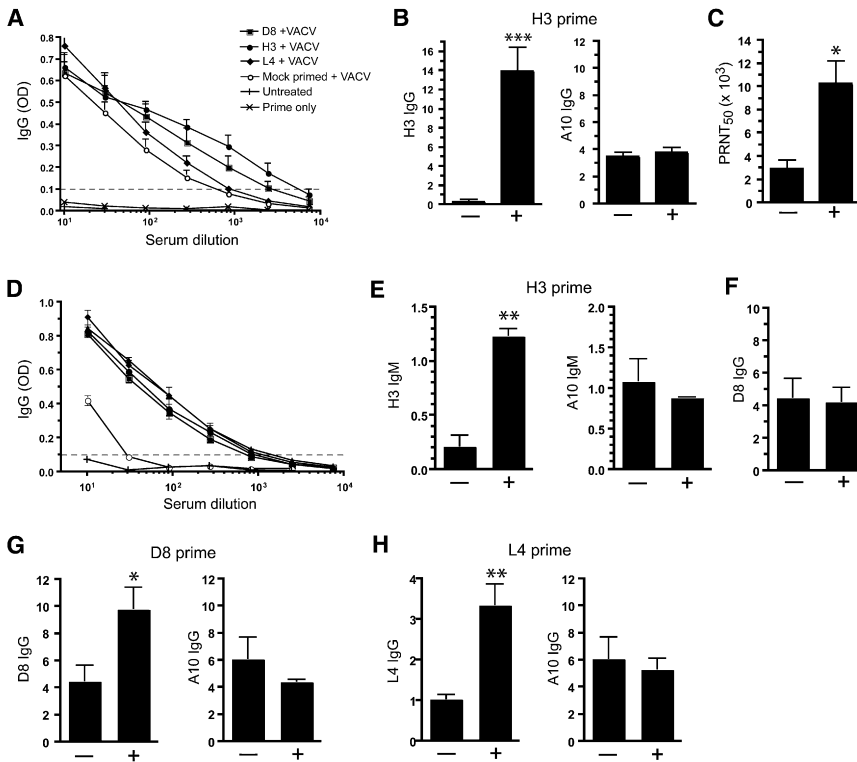 A
IgG (OD)
0.8
0.7
0.6
0.5
0.4
0.3
0.2
0.1
0.0
10¹ 10² 10³ 10⁴
Serum dilution
D8 +VACV
H3 + VACV
L4 + VACV
Mock primed + VACV
Untreated
Prime only
B
H3 prime
H3 IgG
16
14
12
10
8
6
4
2
0
***
— +
A10 IgG
12
10
8
6
4
2
0
— +
C
PRNT₅₀ (x 10³)
14
12
10
8
6
4
2
0
*
— +
D
IgG (OD)
1.0
0.8
0.6
0.4
0.2
0.0
10¹ 10² 10³ 10⁴
Serum dilution
E
H3 prime
H3 IgM
1.5
1.0
0.5
0.0
**
— +
A10 IgM
2.0
1.5
1.0
0.5
0.0
— +
F
D8 IgG
10
8
6
4
2
0
— +
G
D8 prime
D8 IgG
12
10
8
6
4
2
0
*
— +
A10 IgG
12
10
8
6
4
2
0
— +
H
L4 prime
L4 IgG
4
3
2
1
0
**
— +
A10 IgG
12
10
8
6
4
2
0
— +